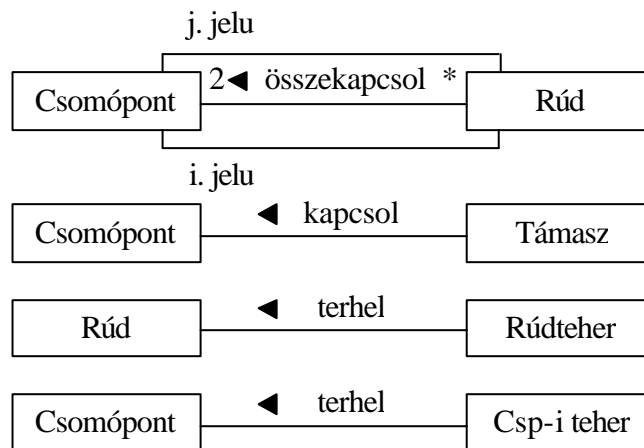 j. jelu
Csomópont 2 ◄ összekapcsol * Rúd
i. jelu
Csomópont ◄ kapcsol Támasz
Rúd ◄ terhel Rúdteher
Csomópont ◄ terhel Csp-i teher